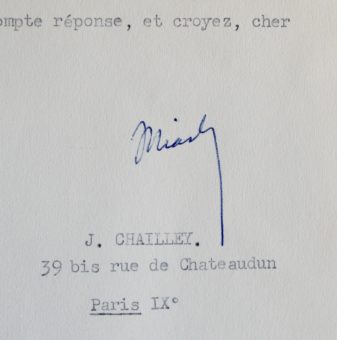 ompte réponse, et croyez, cher
J. CHAILLEY.
39 bis rue de Chateaudun
Paris IX°